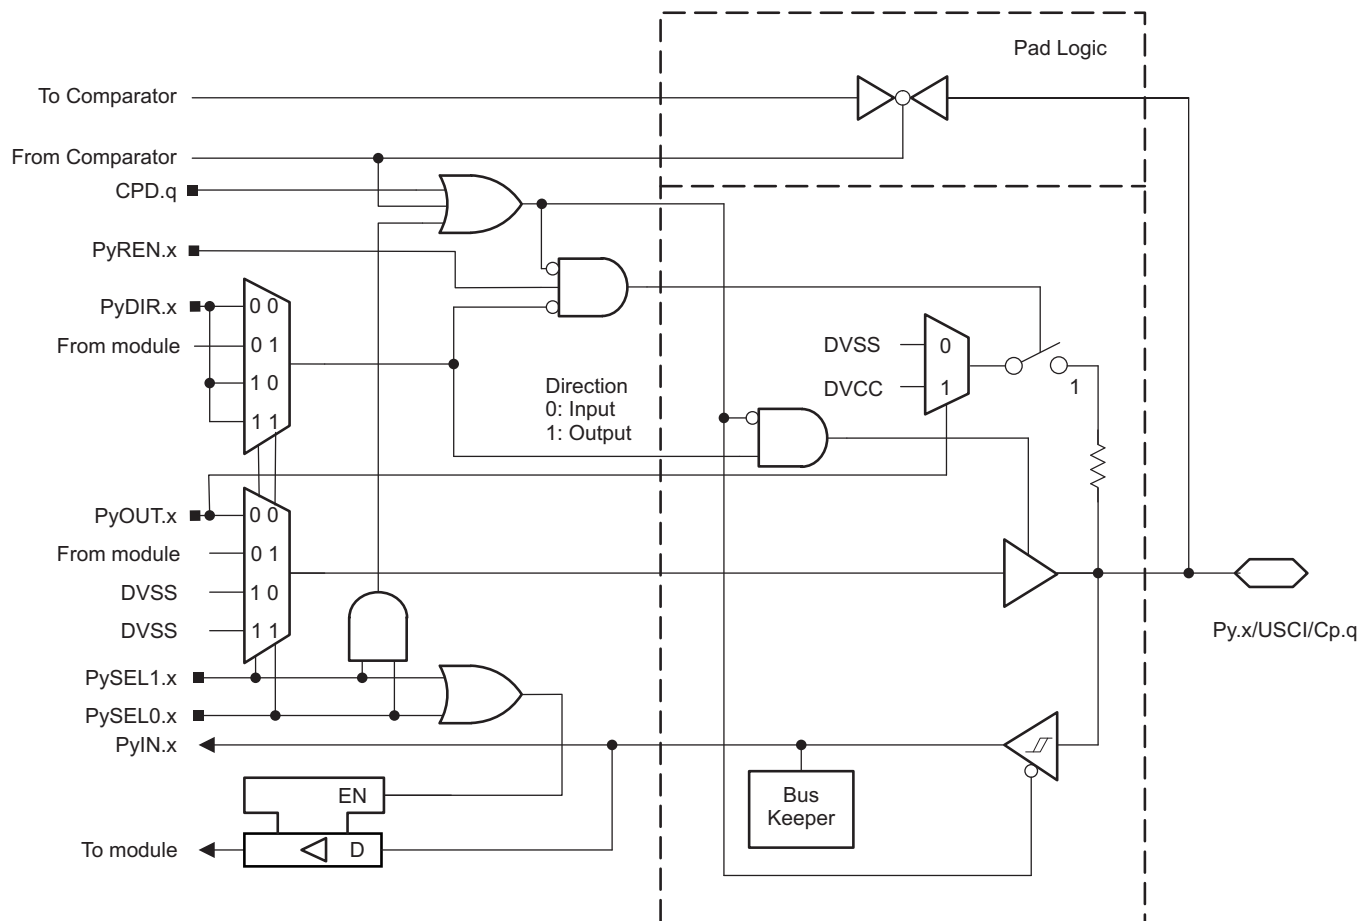 Pad Logic
To Comparator
From Comparator
CPD.q
PyREN.x
PyDIR.x
0 0
From module
0 1
1 0
1 1
Direction
0: Input
1: Output
DVSS
0
DVCC
1
1
PyOUT.x
0 0
From module
0 1
DVSS
1 0
DVSS
1 1
Py.x/USCI/Cp.q
PySEL1.x
PySEL0.x
PyIN.x
EN
Bus
Keeper
To module
D